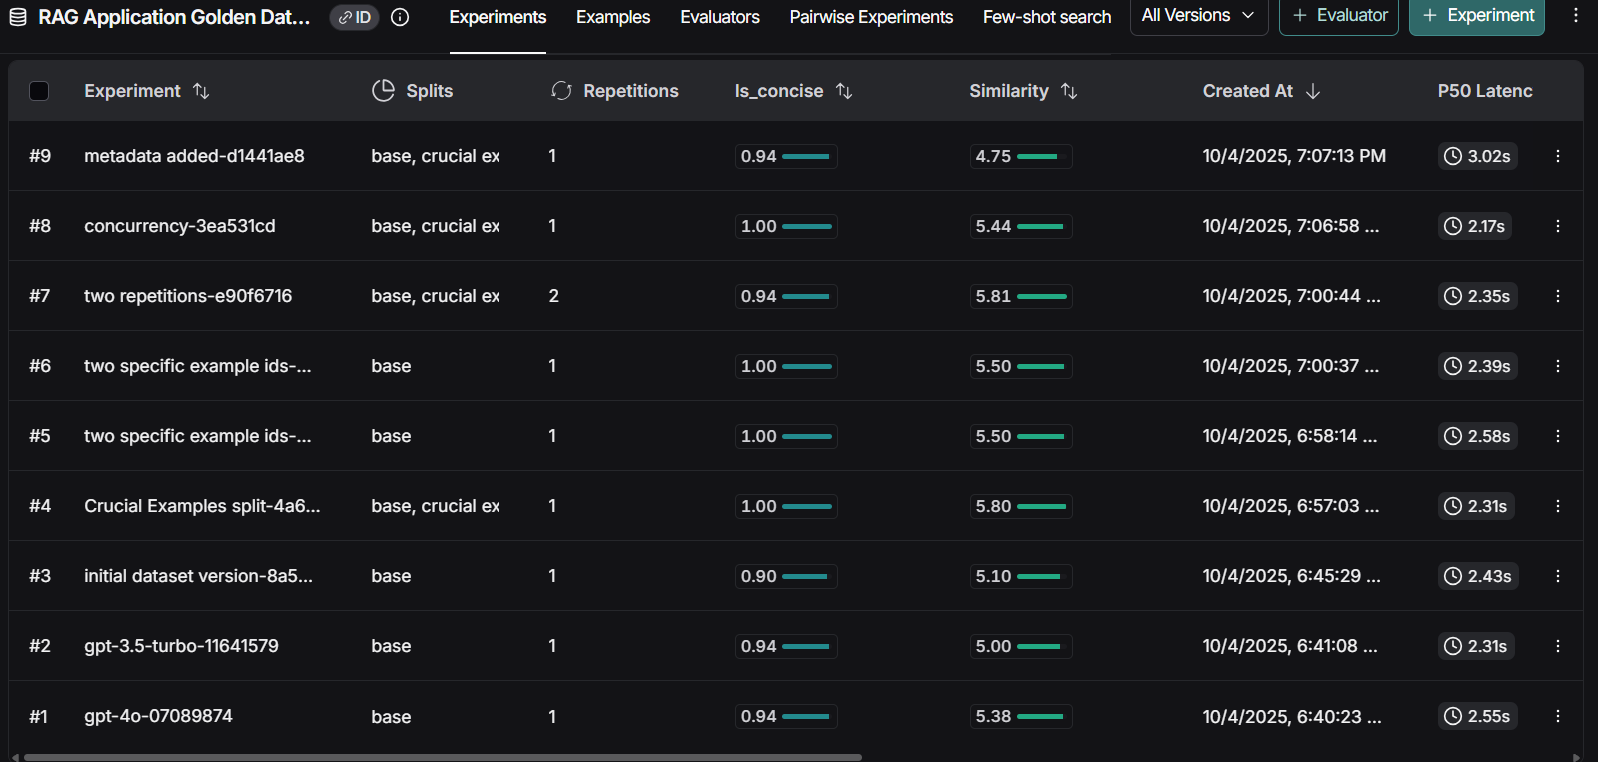 RAG Application Golden Dat... ID Experiments Examples Evaluators Pairwise Experiments Few-shot search All Versions + Evaluator + Experiment
Experiment Splits Repetitions Is_concise Similarity Created At P50 Latenc
#9 metadata added-d1441ae8 base, crucial ex 1 0.94 4.75 10/4/2025, 7:07:13 PM 3.02s
#8 concurrency-3ea531cd base, crucial ex 1 1.00 5.44 10/4/2025, 7:06:58 ... 2.17s
#7 two repetitions-e90f6716 base, crucial ex 2 0.94 5.81 10/4/2025, 7:00:44 ... 2.35s
#6 two specific example ids-... base 1 1.00 5.50 10/4/2025, 7:00:37 ... 2.39s
#5 two specific example ids-... base 1 1.00 5.50 10/4/2025, 6:58:14 ... 2.58s
#4 Crucial Examples split-4a6... base, crucial ex 1 1.00 5.80 10/4/2025, 6:57:03 ... 2.31s
#3 initial dataset version-8a5... base 1 0.90 5.10 10/4/2025, 6:45:29 ... 2.43s
#2 gpt-3.5-turbo-11641579 base 1 0.94 5.00 10/4/2025, 6:41:08 ... 2.31s
#1 gpt-4o-07089874 base 1 0.94 5.38 10/4/2025, 6:40:23 ... 2.55s